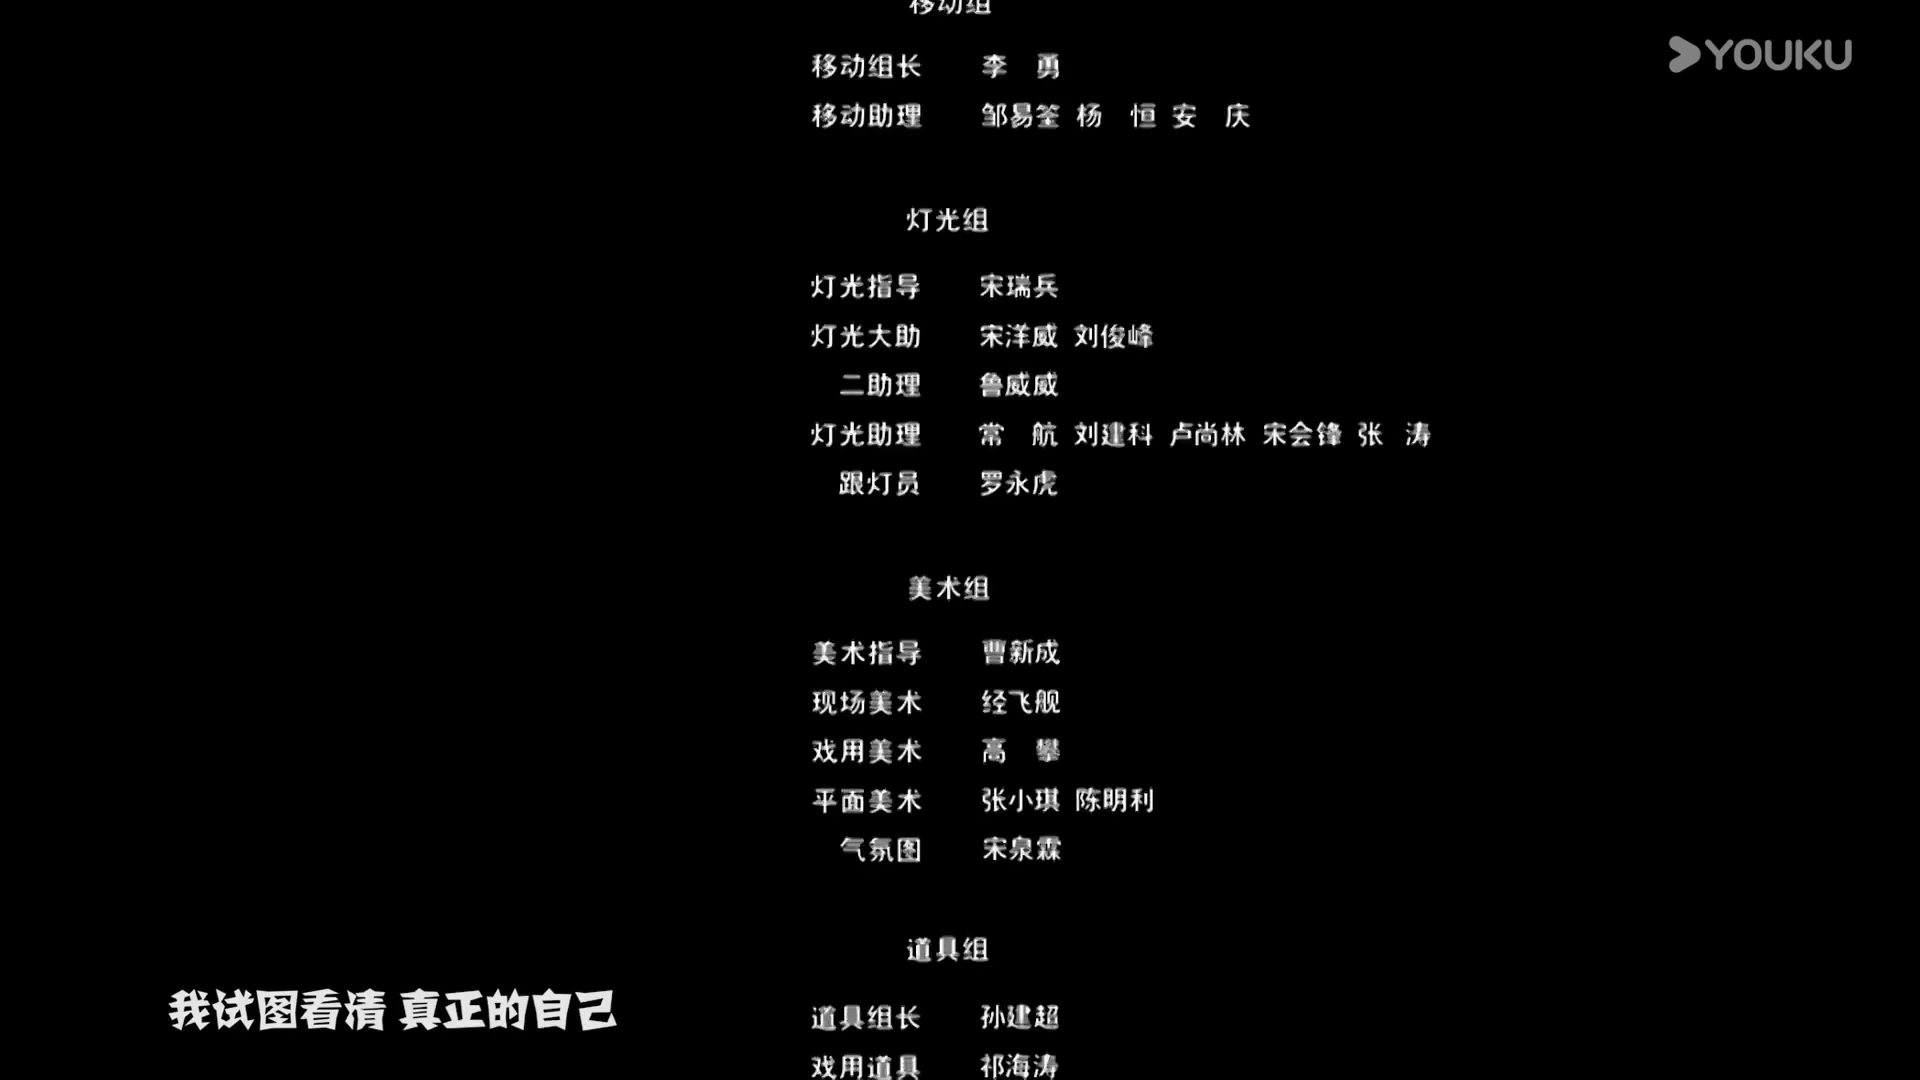 移动组
YOUKU
移动组长 李 勇
移动助理 邹易筌 杨 恒 安 庆
灯光组
灯光指导 宋瑞兵
灯光大助 宋洋威 刘俊峰
二助理 鲁威威
灯光助理 常 航 刘建科 卢尚林 宋会锋 张 涛
跟灯员 罗永虎
美术组
美术指导 曹新成
现场美术 经飞舰
戏用美术 高 攀
平面美术 张小琪 陈明利
气氛图 宋泉霖
道具组
我试图看清 真正的自己
道具组长 孙建超
戏用道具 祁海涛